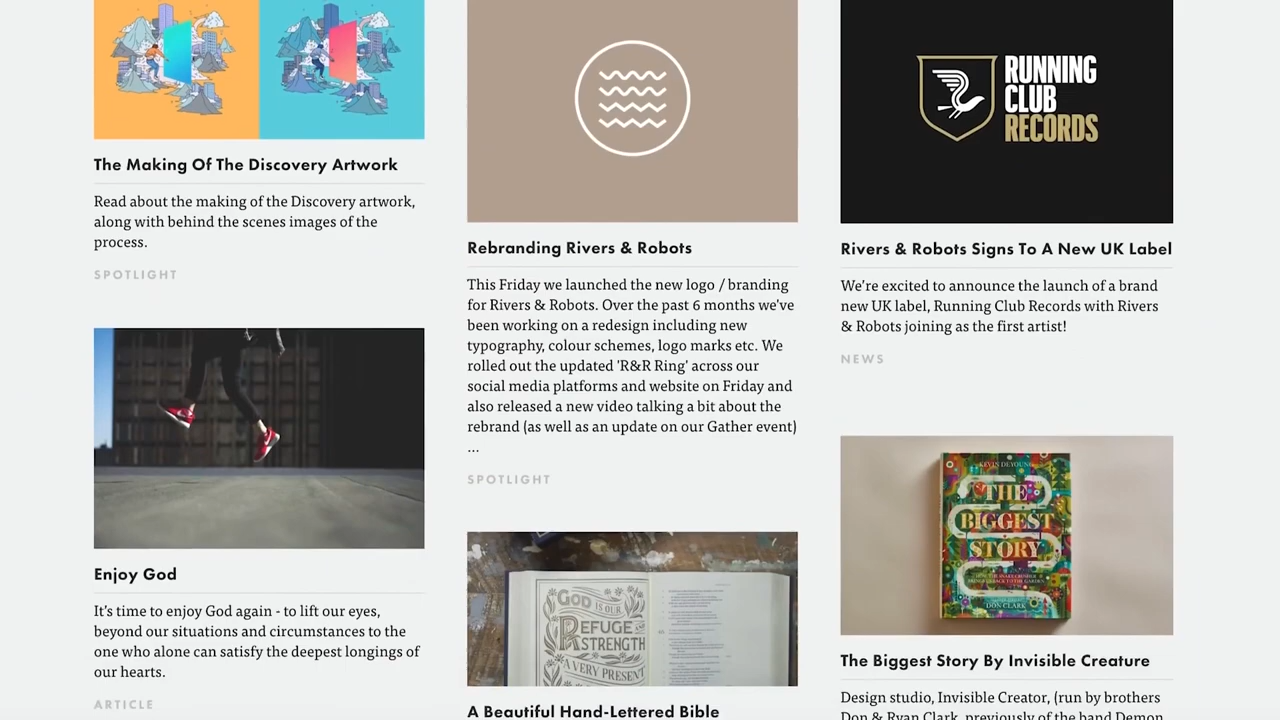 The Making Of The Discovery Artwork
Read about the making of the Discovery artwork,
along with behind the scenes images of the
process.
SPOTLIGHT
Enjoy God
It's time to enjoy God again - to lift our eyes,
beyond our situations and circumstances to the
one who alone can satisfy the deepest longings of
our hearts.
ARTICLE
Rebranding Rivers & Robots
This Friday we launched the new logo / branding
for Rivers & Robots. Over the past 6 months we've
been working on a redesign including new
typography, colour schemes, logo marks etc. We
rolled out the updated 'R&R Ring' across our
social media platforms and website on Friday and
also released a new video talking a bit about the
rebrand (as well as an update on our Gather event)
...
SPOTLIGHT
GOD IS OUR
REFUGE
STRENGTH
A VERY PRESENT
A Beautiful Hand-Lettered Bible
RUNNING
CLUB
RECORDS
Rivers & Robots Signs To A New UK Label
We're excited to announce the launch of a brand
new UK label, Running Club Records with Rivers
& Robots joining as the first artist!
NEWS
KEVIN DEYOUNG
THE
BIGGEST
STORY
DON CLARK
The Biggest Story By Invisible Creature
Design studio, Invisible Creator, (run by brothers
Don & Ryan Clark, previously of the band Demon